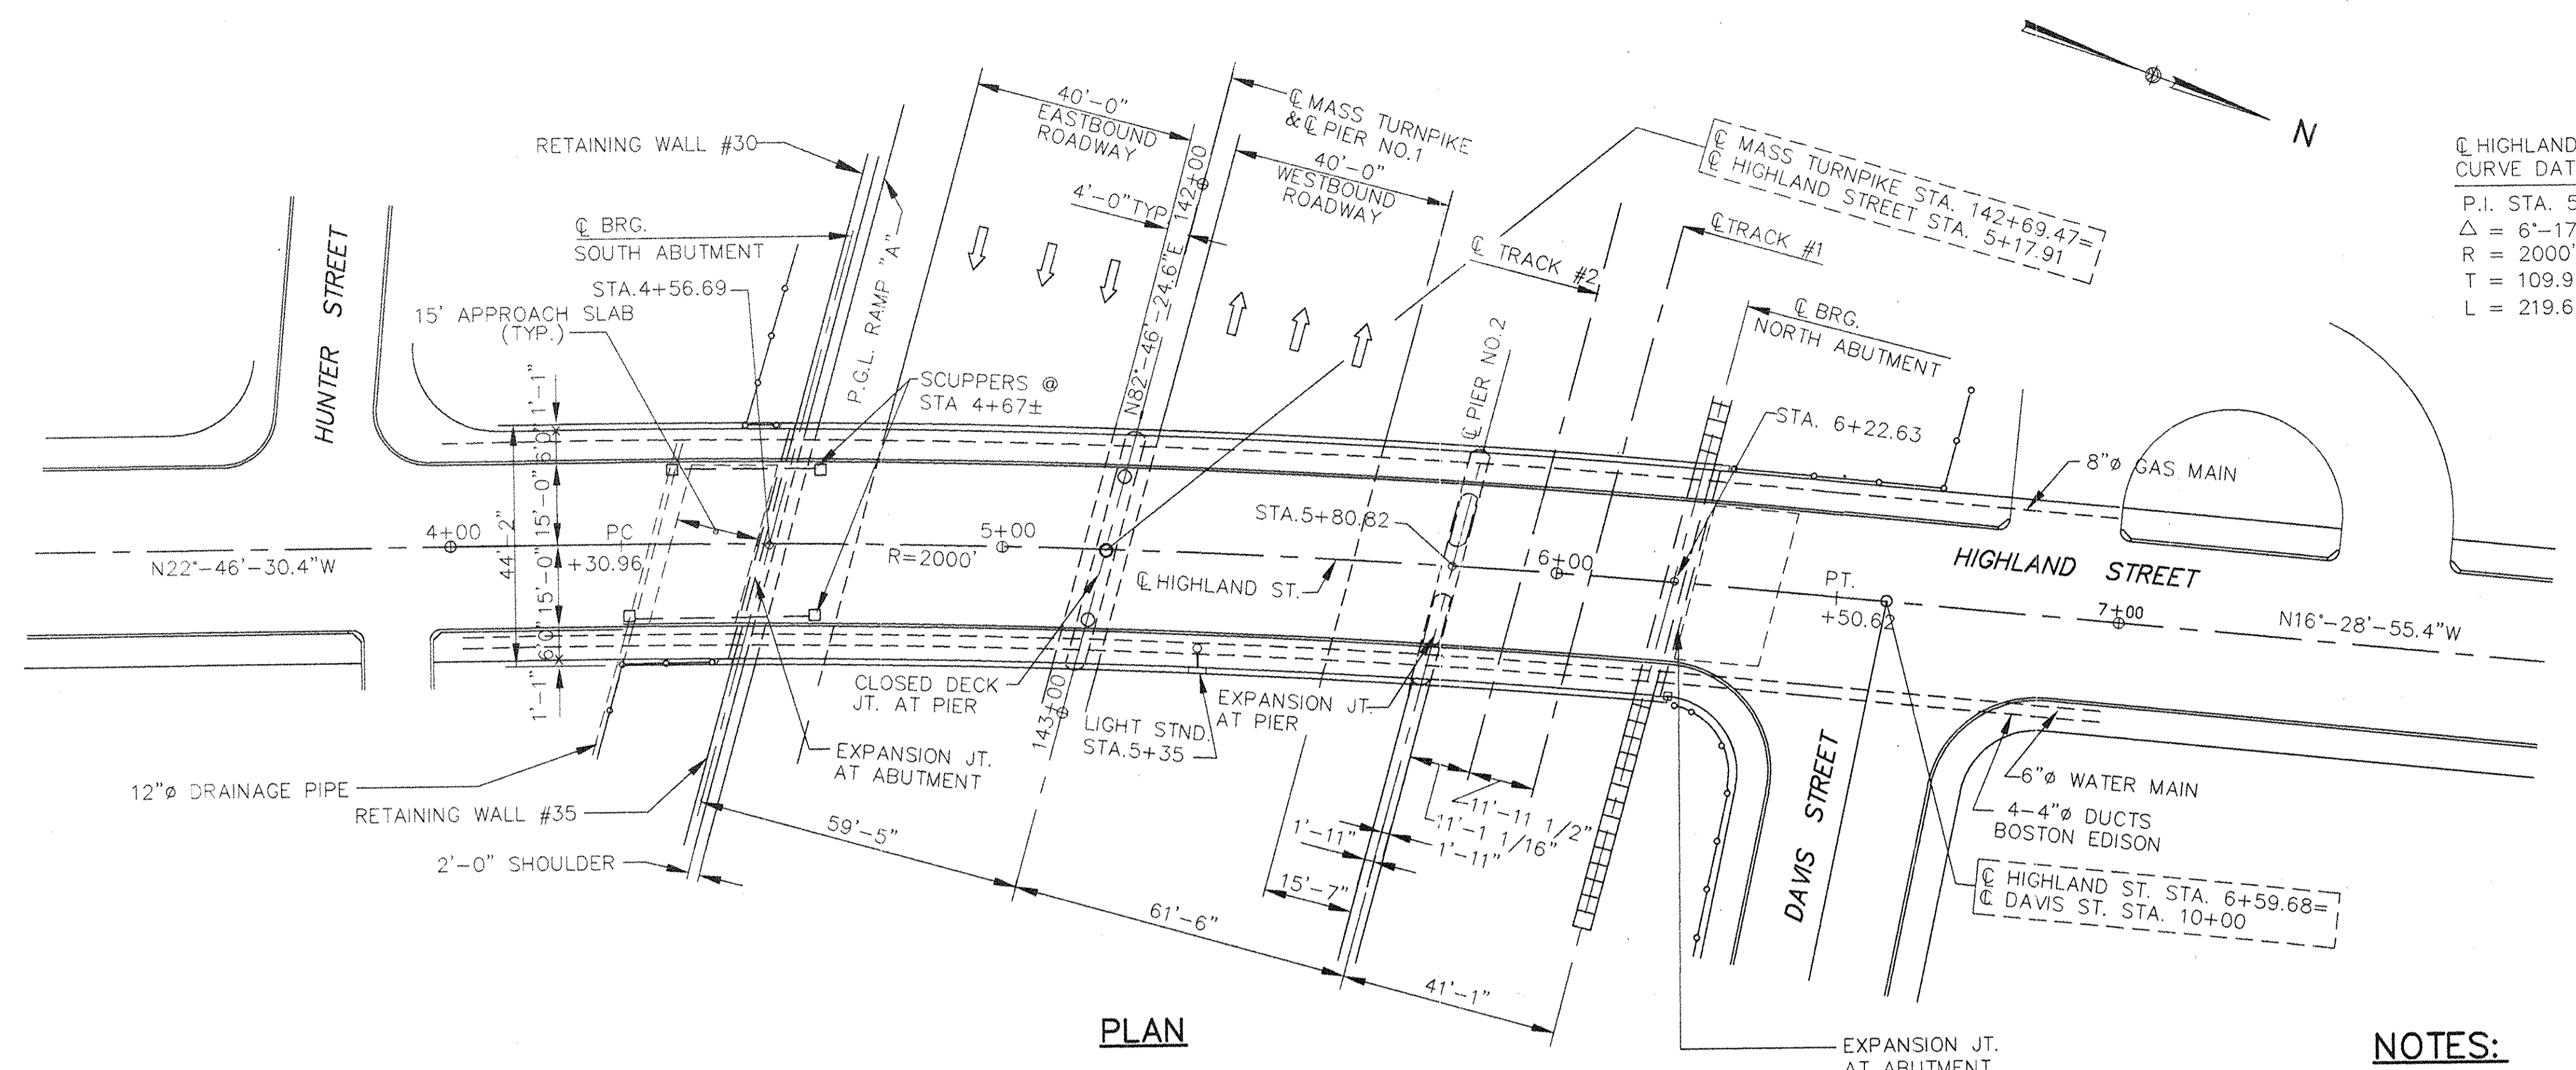 RETAINING WALL #30
℄ BRG.
SOUTH ABUTMENT
STA.4+56.69
15' APPROACH SLAB
(TYP.)
HUNTER STREET
P.G.L. RAMP "A"
SCUPPERS @
STA 4+67±
40'-0"
EASTBOUND
ROADWAY
4'-0"TYP
142+00
N82°-46'-24.6"E
℄ MASS TURNPIKE
& ℄ PIER NO.1
40'-0"
WESTBOUND
ROADWAY
℄ MASS TURNPIKE STA. 142+69.47=
℄ HIGHLAND STREET STA. 5+17.91
℄ TRACK #2
℄ TRACK #1
℄ PIER NO.2
℄ BRG.
NORTH ABUTMENT
STA. 6+22.63
STA.5+80.82
8"ø GAS MAIN
N
℄ HIGHLAND
CURVE DAT
P.I. STA. 5
△ = 6°-17
R = 2000'
T = 109.9
L = 219.6
1'-1"
6'0"
15'-0"
44'-2"
15'-0"
6'0"
1'-1"
N22°-46'-30.4"W
4+00
PC
+30.96
R=2000'
5+00
℄ HIGHLAND ST.
6+00
PT.
+50.62
HIGHLAND STREET
7+00
N16°-28'-55.4"W
CLOSED DECK
JT. AT PIER
143+00
LIGHT STND.
STA.5+35
EXPANSION JT.
AT PIER
EXPANSION JT.
AT ABUTMENT
12"ø DRAINAGE PIPE
RETAINING WALL #35
2'-0" SHOULDER
59'-5"
61'-6"
41'-1"
15'-7"
1'-11"
1'-11"
11'-1 1/16"
11'-11 1/2"
DAVIS STREET
6"ø WATER MAIN
4-4"ø DUCTS
BOSTON EDISON
℄ HIGHLAND ST. STA. 6+59.68=
℄ DAVIS ST. STA. 10+00
EXPANSION JT.
AT ABUTMENT
PLAN
NOTES: